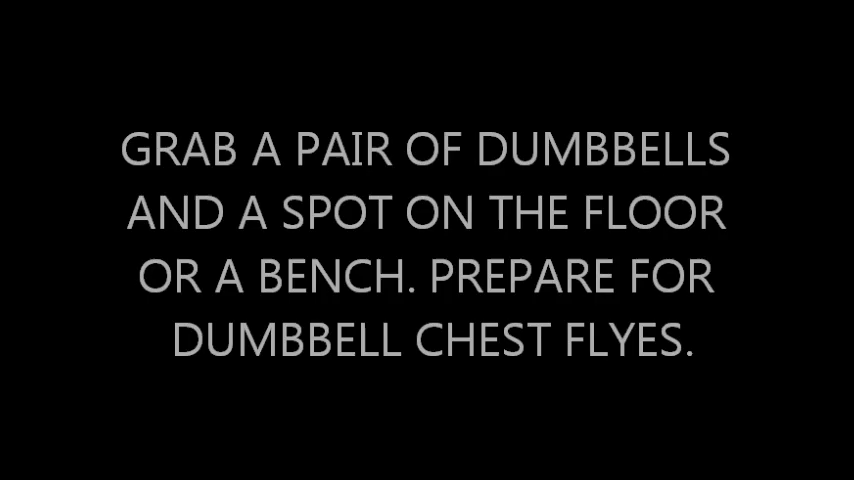 GRAB A PAIR OF DUMBBELLS
AND A SPOT ON THE FLOOR
OR A BENCH. PREPARE FOR
DUMBBELL CHEST FLYES.